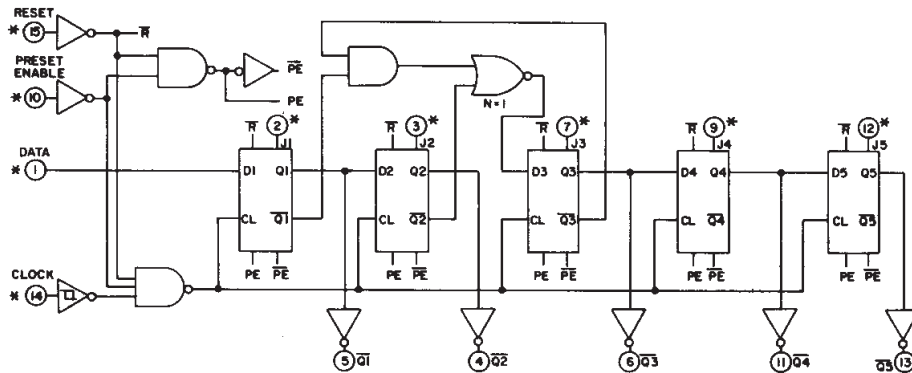 RESET
* 15
R̅
PRESET
ENABLE
* 10
P̅E̅
PE
N = 1
R̅ 2 * J1
R̅ 3 * J2
R̅ 7 * J3
R̅ 9 * J4
R̅ 12 * J5
DATA
* 1
D1 Q1
D2 Q2
D3 Q3
D4 Q4
D5 Q5
CL Q̅1̅
CL Q̅2̅
CL Q̅3̅
CL Q̅4̅
CL Q̅5̅
PE P̅E̅
PE P̅E̅
PE P̅E̅
PE P̅E̅
PE P̅E̅
CLOCK
* 14
5 Q̅1̅
4 Q̅2̅
6 Q̅3̅
11 Q̅4̅
Q̅5̅ 13